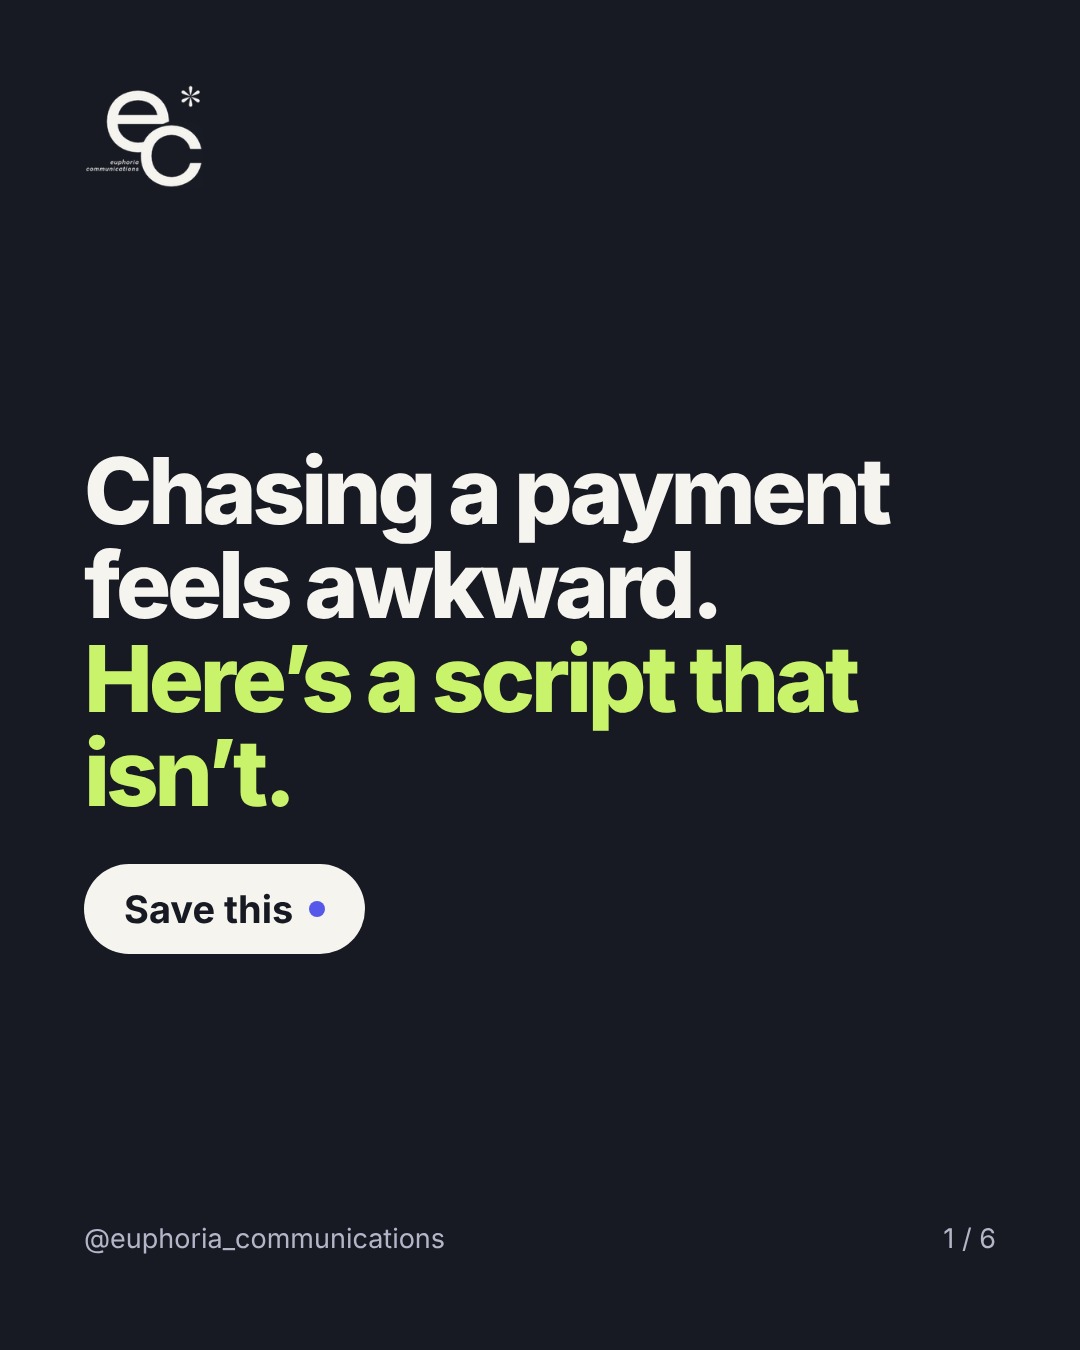 ec*
euphoria
communications
Chasing a payment
feels awkward.
Here’s a script that
isn’t.
Save this
@euphoria_communications
1 / 6